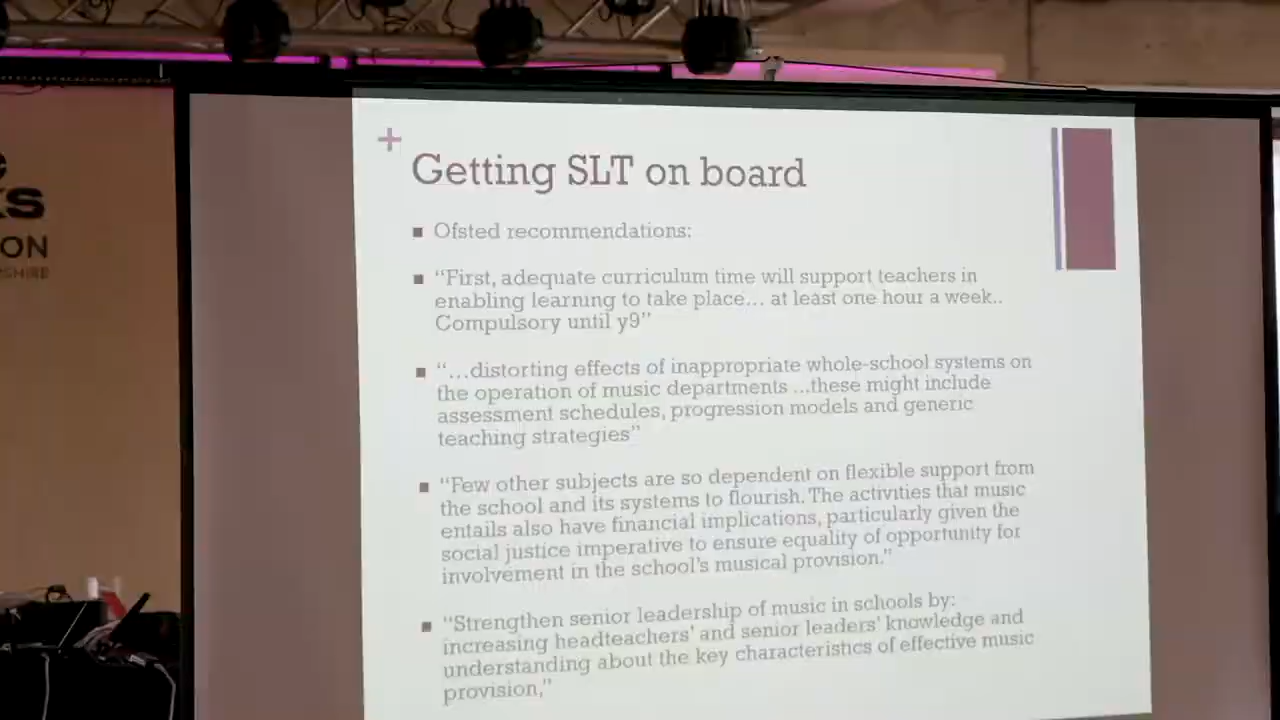 KS
ON
SHIRE
+
Getting SLT on board
■ Ofsted recommendations:
■ “First, adequate curriculum time will support teachers in
enabling learning to take place... at least one hour a week..
Compulsory until y9”
■ “...distorting effects of inappropriate whole-school systems on
the operation of music departments ...these might include
assessment schedules, progression models and generic
teaching strategies”
■ “Few other subjects are so dependent on flexible support from
the school and its systems to flourish. The activities that music
entails also have financial implications, particularly given the
social justice imperative to ensure equality of opportunity for
involvement in the school’s musical provision.”
■ “Strengthen senior leadership of music in schools by:
increasing headteachers’ and senior leaders’ knowledge and
understanding about the key characteristics of effective music
provision,”